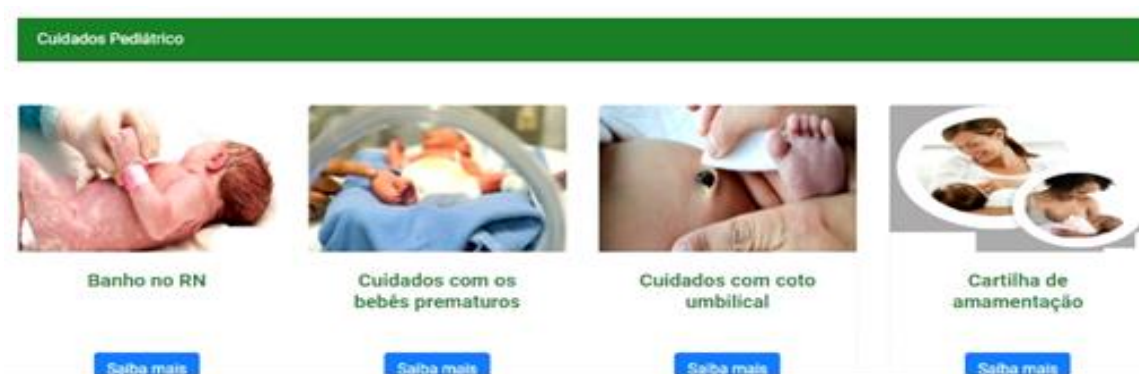 Cuidados Pediátrico
Banho no RN
Cuidados com os
bebês prematuros
Cuidados com coto
umbilical
Cartilha de
amamentação
Saiba mais
Saiba mais
Saiba mais
Saiba mais